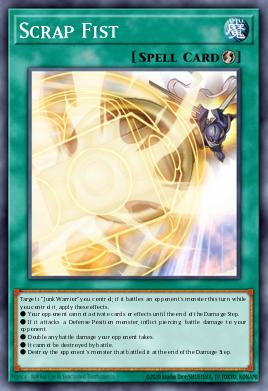 SCRAP FIST
魔
[SPELL CARD]
Target 1 "Junk Warrior" you control; if it battles an opponent's monster this turn while
you control it, apply these effects.
● Your opponent cannot activate cards or effects until the end of the Damage Step.
● If it attacks a Defense Position monster, inflict piercing battle damage to your
opponent.
● Double any battle damage your opponent takes.
● It cannot be destroyed by battle.
● Destroy the opponent's monster that battled it at the end of the Damage Step.